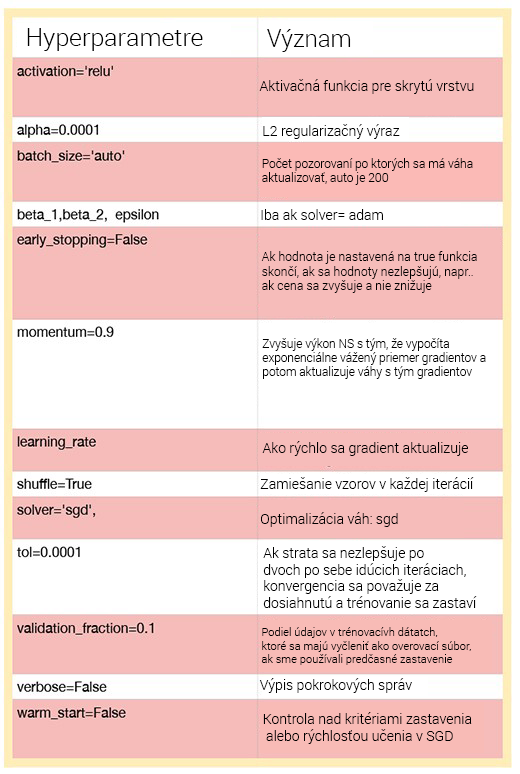 Hyperparametre Význam
activation='relu'
Aktivačná funkcia pre skrytú vrstvu
alpha=0.0001
L2 regularizačný výraz
batch_size='auto'
Počet pozorovaní po ktorých sa má váha
aktualizovať, auto je 200
beta_1,beta_2, epsilon
Iba ak solver= adam
early_stopping=False
Ak hodnota je nastavená na true funkcia
skončí, ak sa hodnoty nezlepšujú, napr..
ak cena sa zvyšuje a nie znižuje
momentum=0.9
Zvyšuje výkon NS s tým, že vypočíta
exponenciálne vážený priemer gradientov a
potom aktualizuje váhy s tým gradientov
learning_rate
Ako rýchlo sa gradient aktualizuje
shuffle=True
Zamiešanie vzorov v každej iterácií
solver='sgd',
Optimalizácia váh: sgd
tol=0.0001
Ak strata sa nezlepšuje po
dvoch po sebe idúcich iteráciach,
konvergencia sa považuje za
dosiahnutú a trénovanie sa zastaví
validation_fraction=0.1
Podiel údajov v trénovacívh dátatch,
ktoré sa majú vyčleniť ako overovací súbor,
ak sme používali predčasné zastavenie
verbose=False
Výpis pokrokových správ
warm_start=False
Kontrola nad kritériami zastavenia
alebo rýchlosťou učenia v SGD